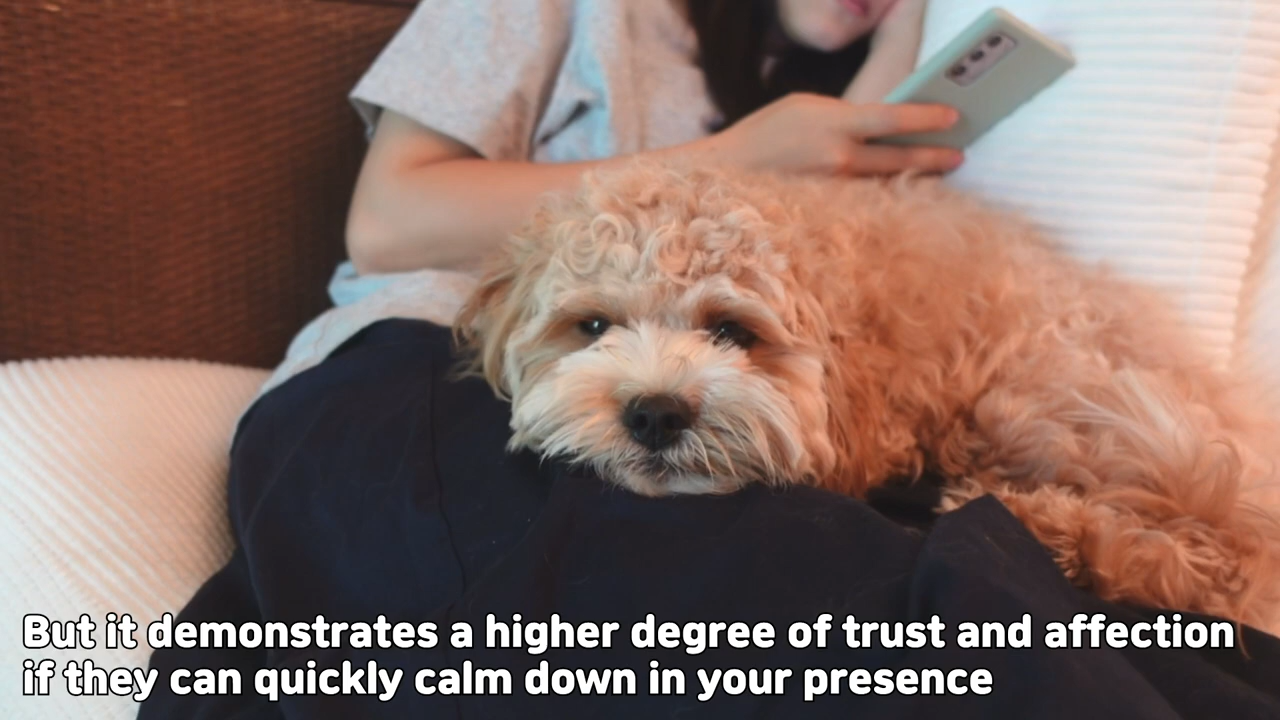 But it demonstrates a higher degree of trust and affection
if they can quickly calm down in your presence